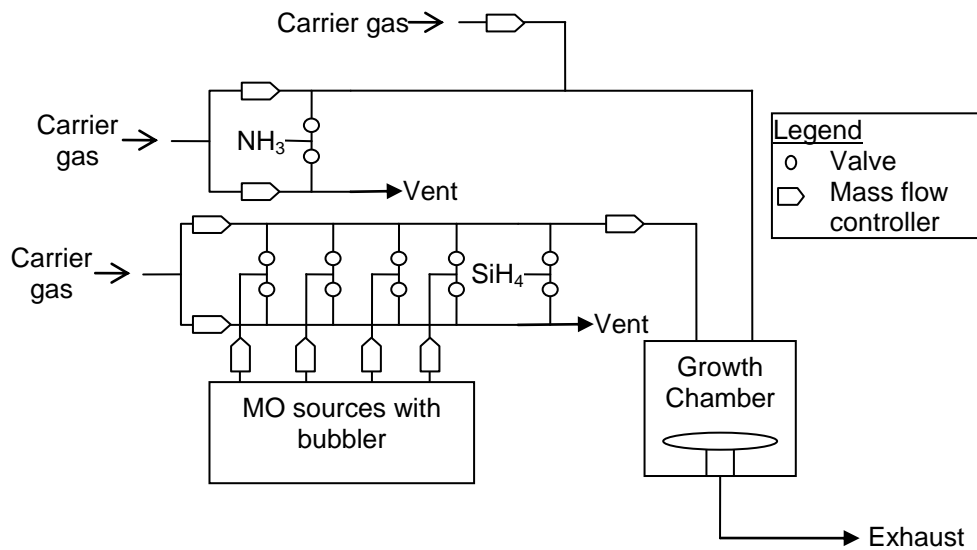 Carrier gas
Carrier
gas
NH₃
Vent
Legend
Valve
Mass flow
controller
Carrier
gas
SiH₄
Vent
MO sources with
bubbler
Growth
Chamber
Exhaust